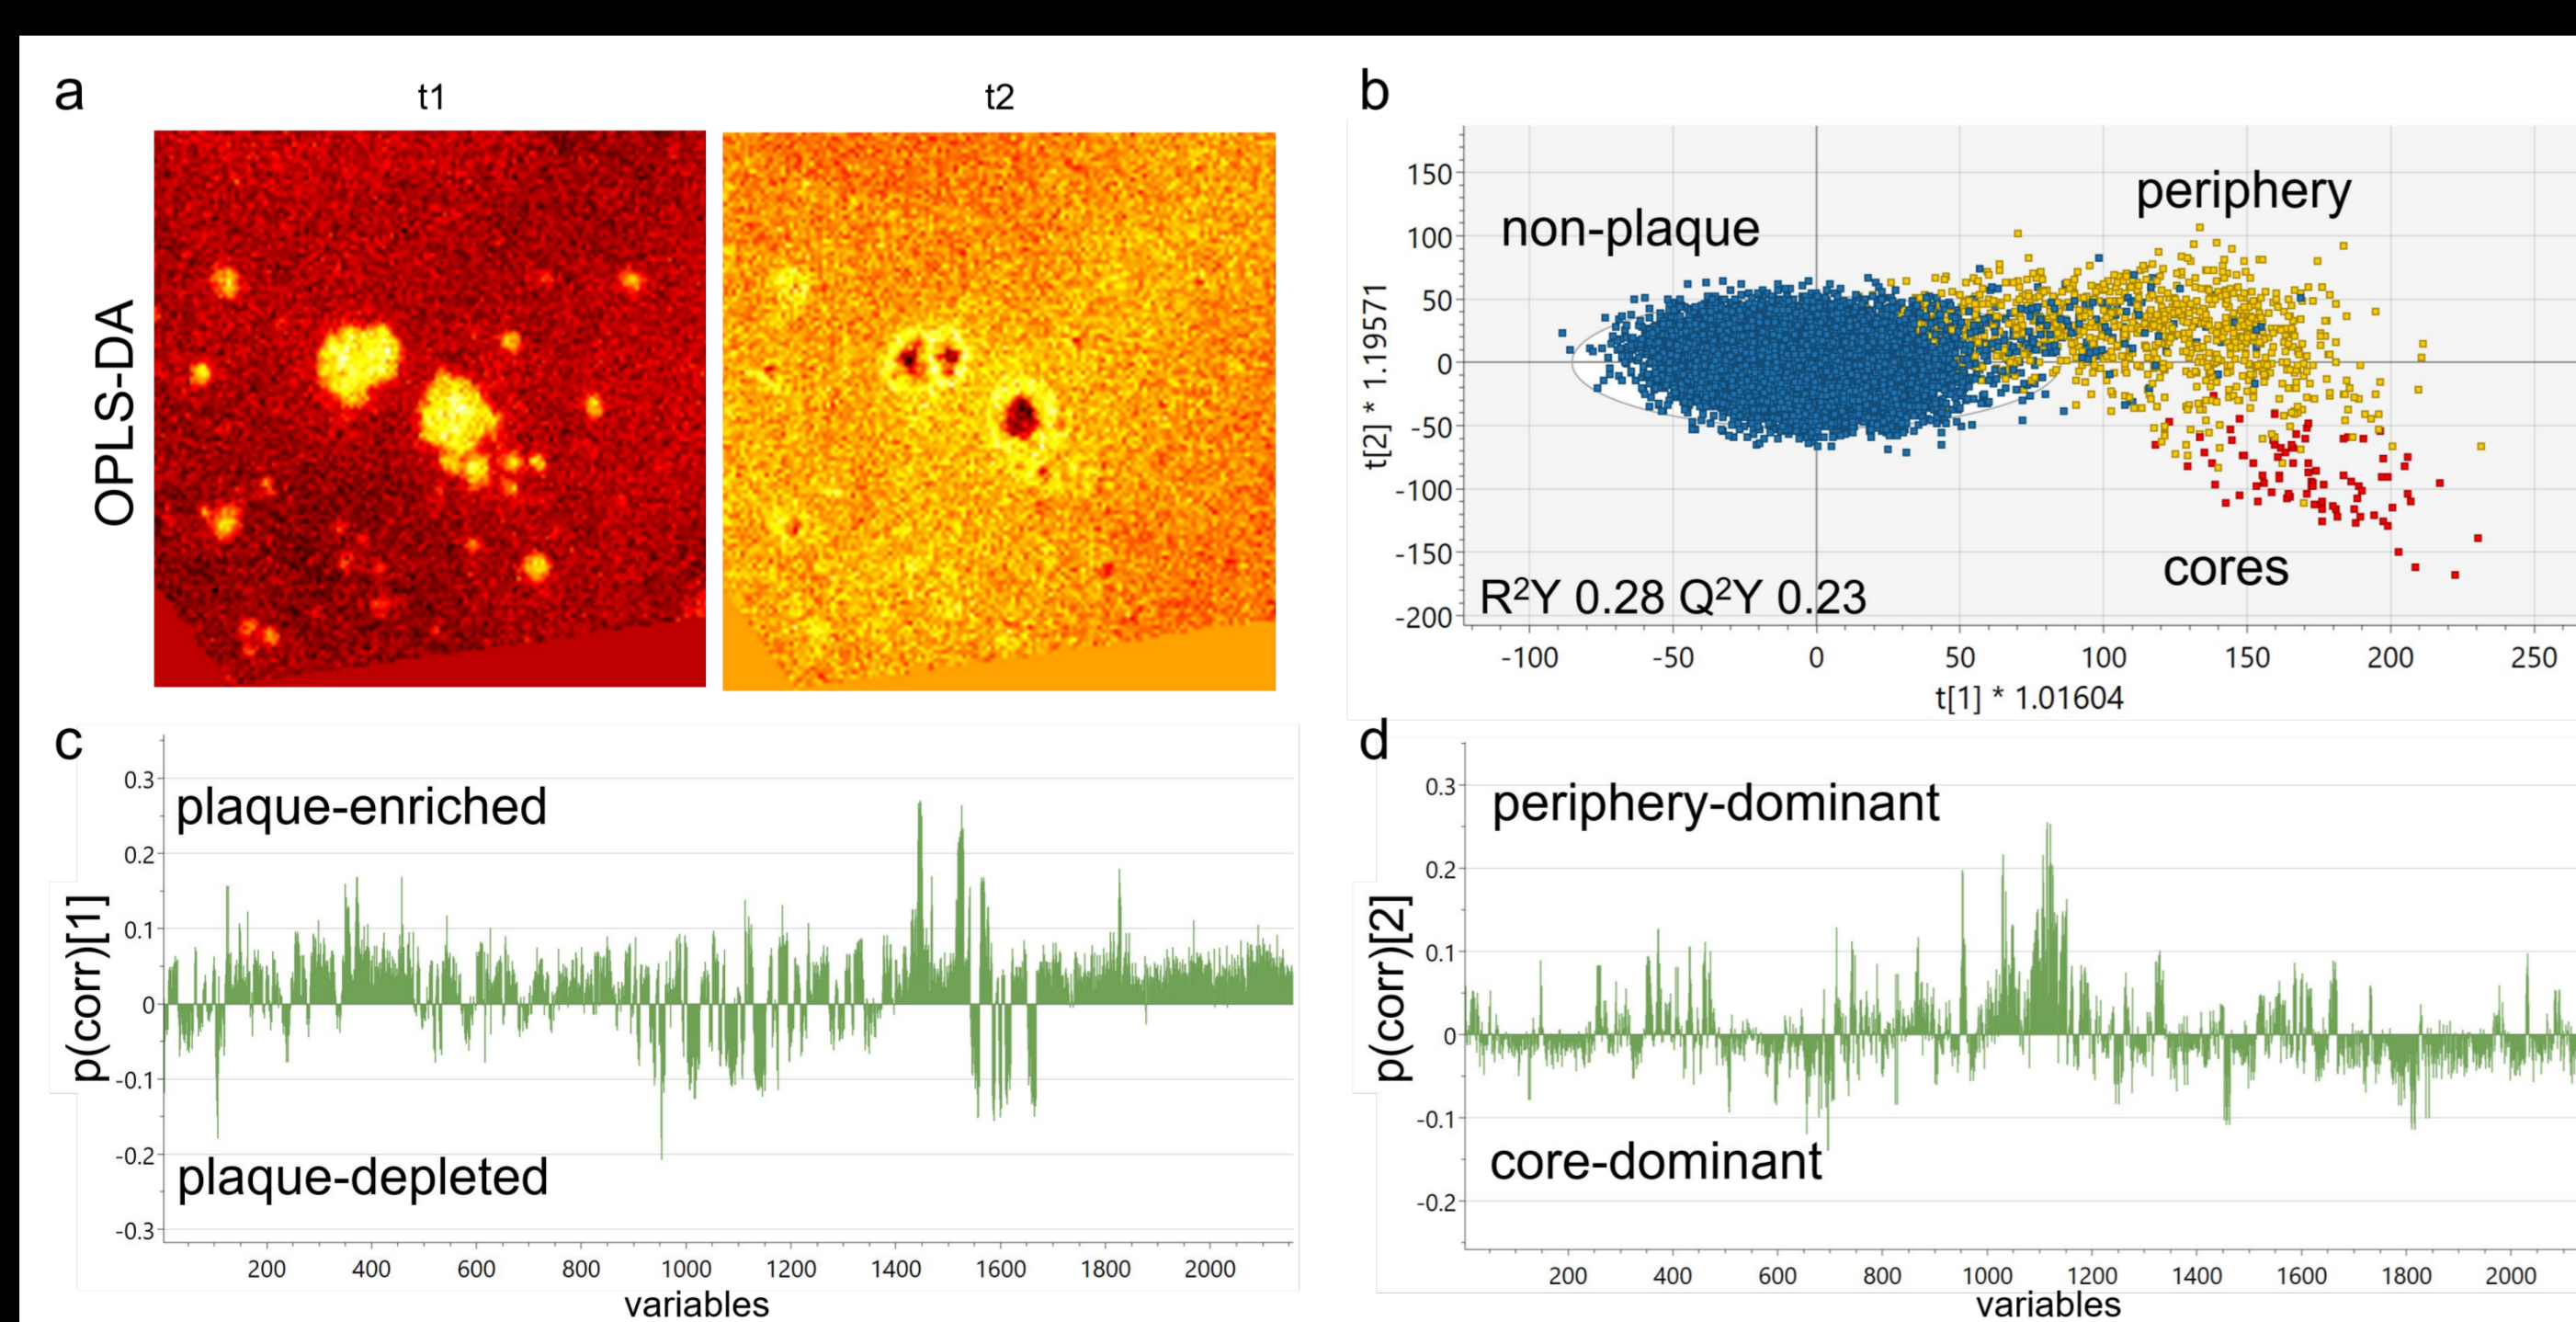 a
t1
t2
OPLS-DA
b
150
100
50
0
-50
-100
-150
-200
non-plaque
periphery
cores
R²Y 0.28 Q²Y 0.23
t[2] * 1.19571
-100
-50
0
50
100
150
200
250
t[1] * 1.01604
c
0.3
0.2
0.1
0
-0.1
-0.2
-0.3
plaque-enriched
plaque-depleted
p(corr)[1]
200
400
600
800
1000
1200
1400
1600
1800
2000
variables
d
0.3
0.2
0.1
0
-0.1
-0.2
periphery-dominant
core-dominant
p(corr)[2]
200
400
600
800
1000
1200
1400
1600
1800
2000
variables